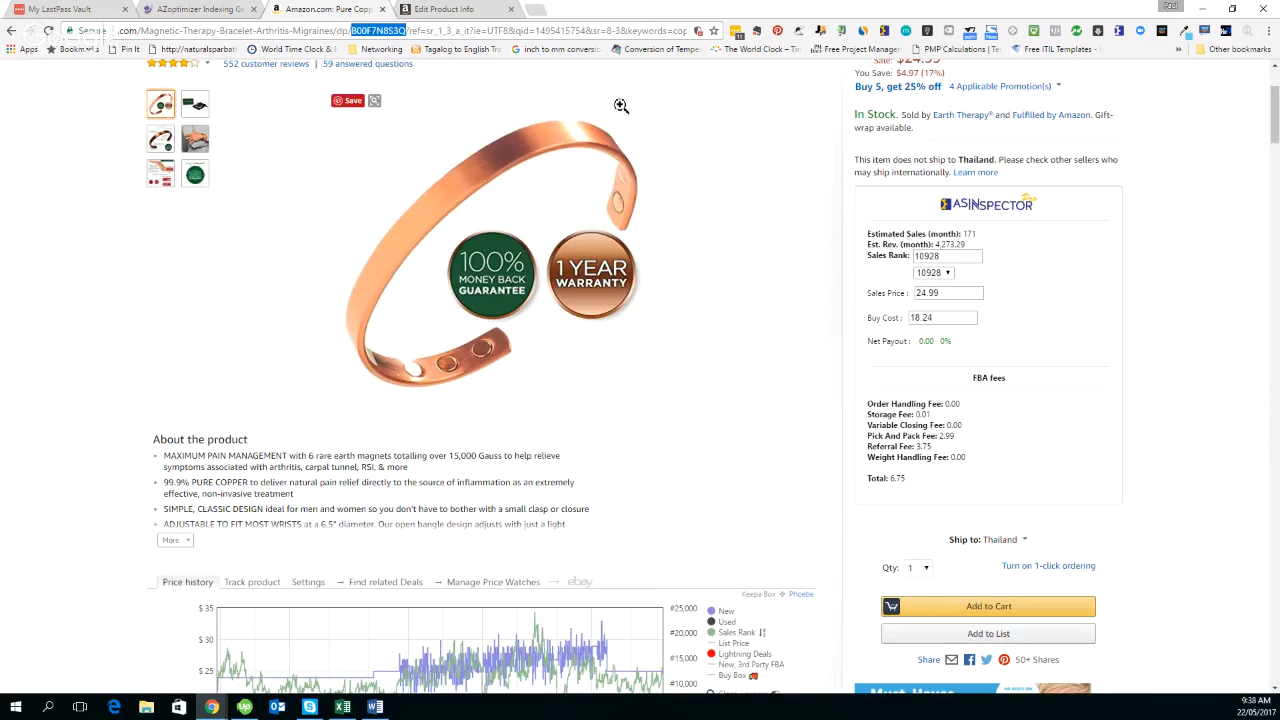 My LastPass Vault
AZoptimizer Indexing Ge
Amazon.com: Pure Copp
Edit Product Info
Paul
Secure
/Magnetic-Therapy-Bracelet-Arthritis-Migraines/dp/B00F7N8S3Q/ref=sr_1_3_a_it?ie=UTF8&qid=1495415754&sr=8-3&keywords=cop
Apps
Bookmarks
Pin It
http://naturalsparbath
World Time Clock & M
Networking
Tagalog to English Tra
inch to mm conversio
Conversion of Temper
The World Clock – Tim
Free Project Manager
PMP Calculations | Te
Free ITIL Templates -
Other bookmarks
552 customer reviews
59 answered questions
Sale: $24.99
You Save: $4.97 (17%)
Buy 5, get 25% off 4 Applicable Promotion(s)
Save
In Stock. Sold by Earth Therapy® and Fulfilled by Amazon. Gift-
wrap available.
This item does not ship to Thailand. Please check other sellers who
may ship internationally. Learn more
ASINSPECTOR Pro
Estimated Sales (month): 171
Est. Rev. (month): 4,273.29
Sales Rank: 10928
10928
Sales Price : 24.99
Buy Cost : 18.24
Net Payout : 0.00 0%
FBA fees
Order Handling Fee: 0.00
Storage Fee: 0.01
Variable Closing Fee: 0.00
Pick And Pack Fee: 2.99
Referral Fee: 3.75
Weight Handling Fee: 0.00
Total: 6.75
100%
MONEY BACK
GUARANTEE
1 YEAR
WARRANTY
About the product
MAXIMUM PAIN MANAGEMENT with 6 rare earth magnets totalling over 15,000 Gauss to help relieve
symptoms associated with arthritis, carpal tunnel, RSI, & more
99.9% PURE COPPER to deliver natural pain relief directly to the source of inflammation as an extremely
effective, non-invasive treatment
SIMPLE, CLASSIC DESIGN ideal for men and women so you don't have to bother with a small clasp or closure
ADJUSTABLE TO FIT MOST WRISTS at a 6.5" diameter. Our open bangle design adjusts with just a light
More
Ship to: Thailand
Qty: 1
Turn on 1-click ordering
Add to Cart
Add to List
Share
50+ Shares
Price history
Track product
Settings
→ Find related Deals
→ Manage Price Watches
→ ebay
Keepa Box
Phoebe
$ 35
$ 30
$ 25
#25,000
#20,000
#15,000
#10,000
New
Used
Sales Rank
List Price
Lightning Deals
New, 3rd Party FBA
Buy Box
Must-Haves
9:38 AM
22/05/2017